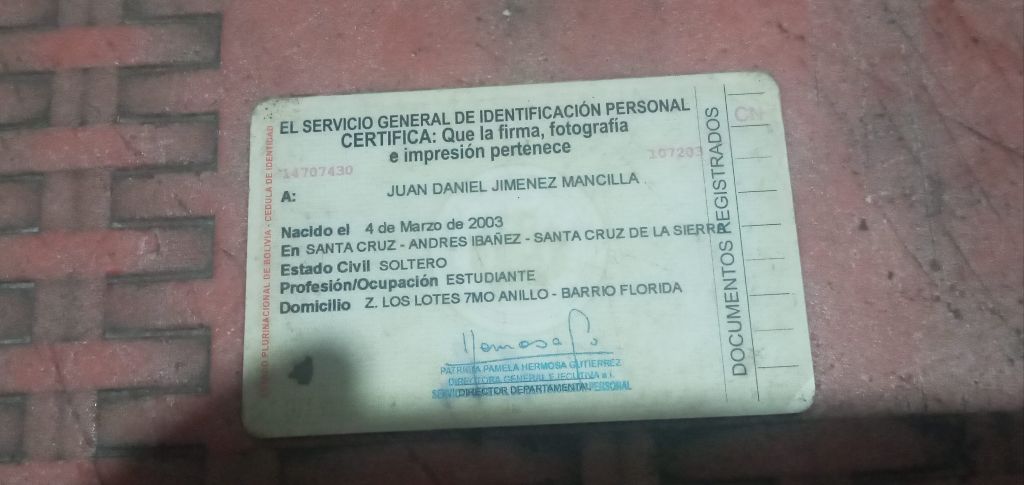 EL SERVICIO GENERAL DE IDENTIFICACIÓN PERSONAL
CERTIFICA: Que la firma, fotografía
e impresión pertenece
14707430
107203
A: JUAN DANIEL JIMENEZ MANCILLA
Nacido el 4 de Marzo de 2003
En SANTA CRUZ - ANDRES IBAÑEZ - SANTA CRUZ DE LA SIERRA
Estado Civil SOLTERO
Profesión/Ocupación ESTUDIANTE
Domicilio Z. LOS LOTES 7MO ANILLO - BARRIO FLORIDA
PATRICIA PAMELA HERMOSA GUTIERREZ
DIRECTORA GENERAL EJECUTIVA a.i.
DIRECTOR DEPARTAMENTAL PERSONAL
DOCUMENTOS REGISTRADOS
CN
PLURINACIONAL DE BOLIVIA - CEDULA DE IDENTIDAD